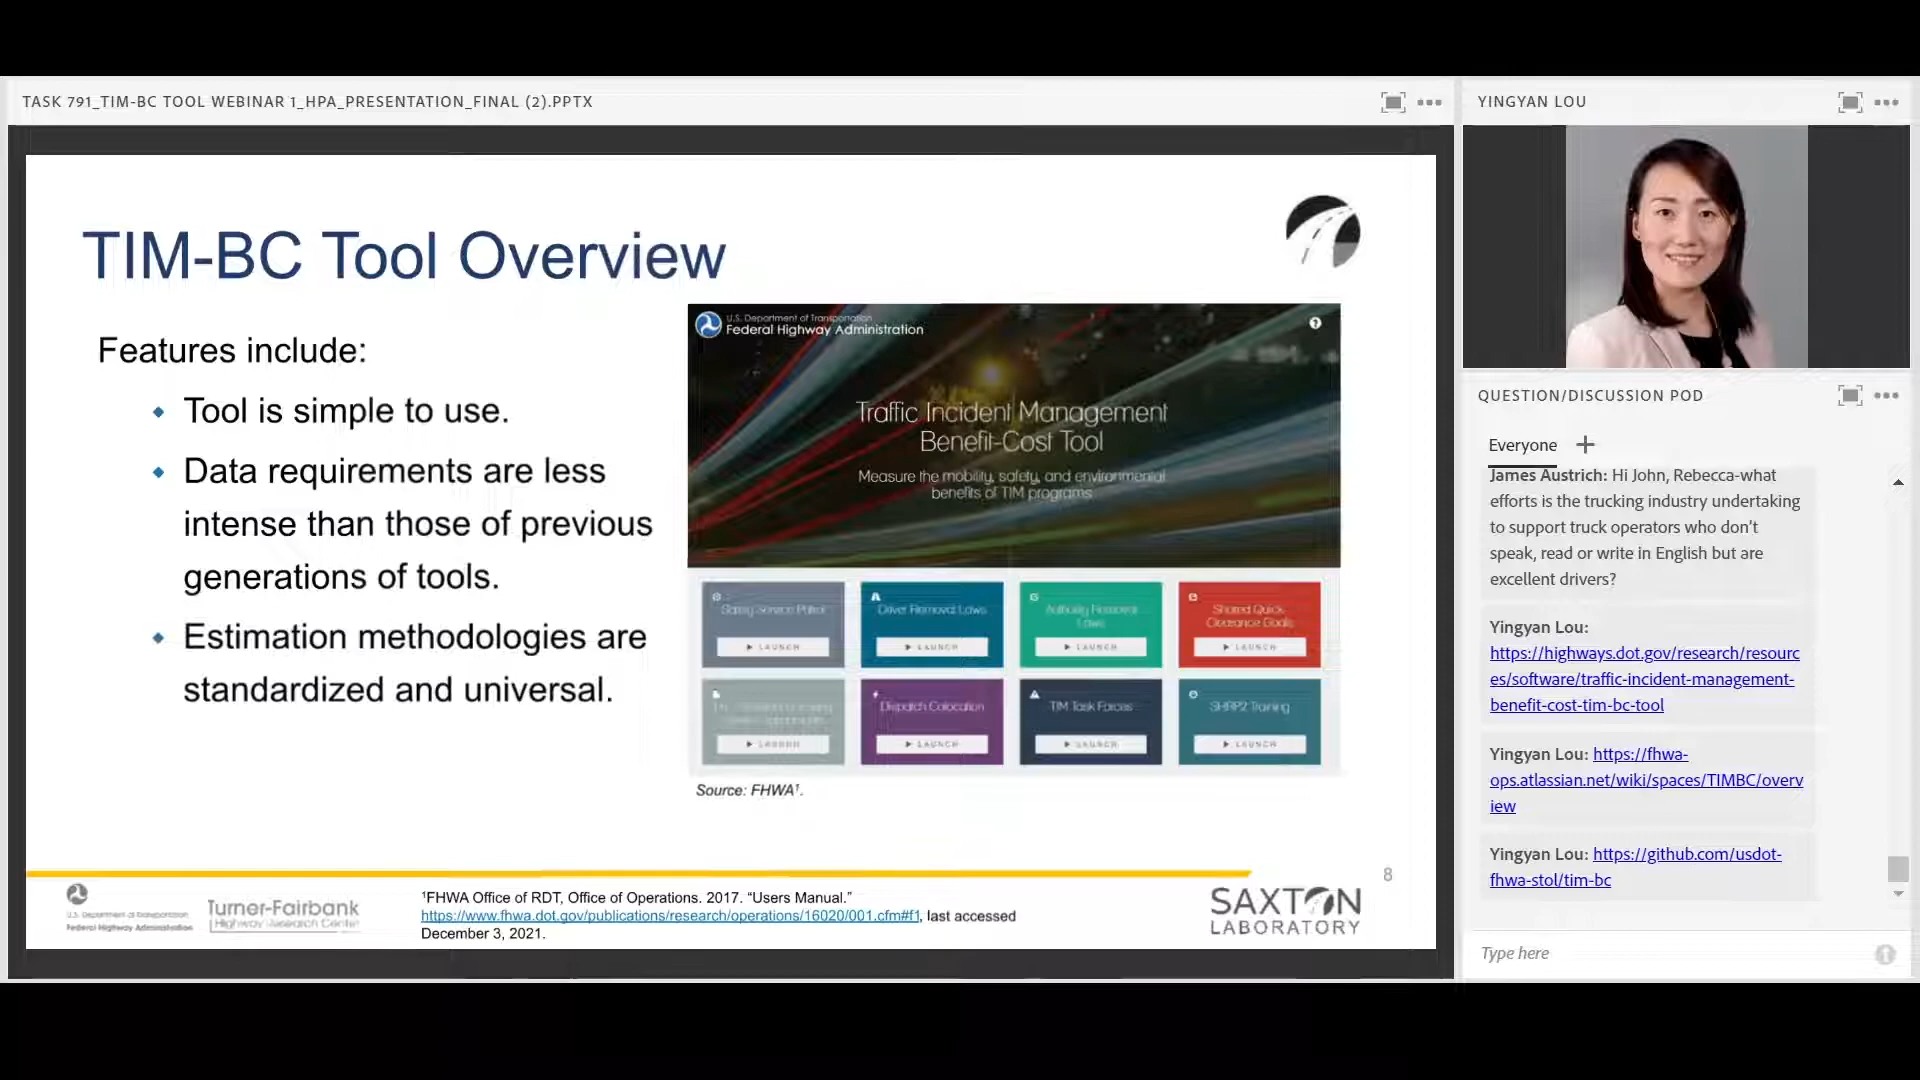 TASK 791_TIM-BC TOOL WEBINAR 1_HPA_PRESENTATION_FINAL (2).PPTX
TIM-BC Tool Overview
Features include:
Tool is simple to use.
Data requirements are less
intense than those of previous
generations of tools.
Estimation methodologies are
standardized and universal.
U.S. Department of Transportation
Federal Highway Administration
Traffic Incident Management
Benefit-Cost Tool
Measure the mobility, safety, and environmental
benefits of TIM programs
Safety Service Patrol
LAUNCH
Driver Removal Laws
LAUNCH
Authority Removal
Laws
LAUNCH
Shared Quick
Clearance Goals
LAUNCH
LAUNCH
Dispatch Colocation
LAUNCH
TIM Task Forces
LAUNCH
SHRP2 Training
LAUNCH
Source: FHWA¹.
8
U.S. Department of Transportation
Federal Highway Administration
Turner-Fairbank
Highway Research Center
¹FHWA Office of RDT, Office of Operations. 2017. “Users Manual.”
https://www.fhwa.dot.gov/publications/research/operations/16020/001.cfm#f1, last accessed
December 3, 2021.
SAXTON
LABORATORY
YINGYAN LOU
QUESTION/DISCUSSION POD
Everyone
James Austrich: Hi John, Rebecca-what
efforts is the trucking industry undertaking
to support truck operators who don't
speak, read or write in English but are
excellent drivers?
Yingyan Lou:
https://highways.dot.gov/research/resourc
es/software/traffic-incident-management-
benefit-cost-tim-bc-tool
Yingyan Lou: https://fhwa-
ops.atlassian.net/wiki/spaces/TIMBC/overv
iew
Yingyan Lou: https://github.com/usdot-
fhwa-stol/tim-bc
Type here